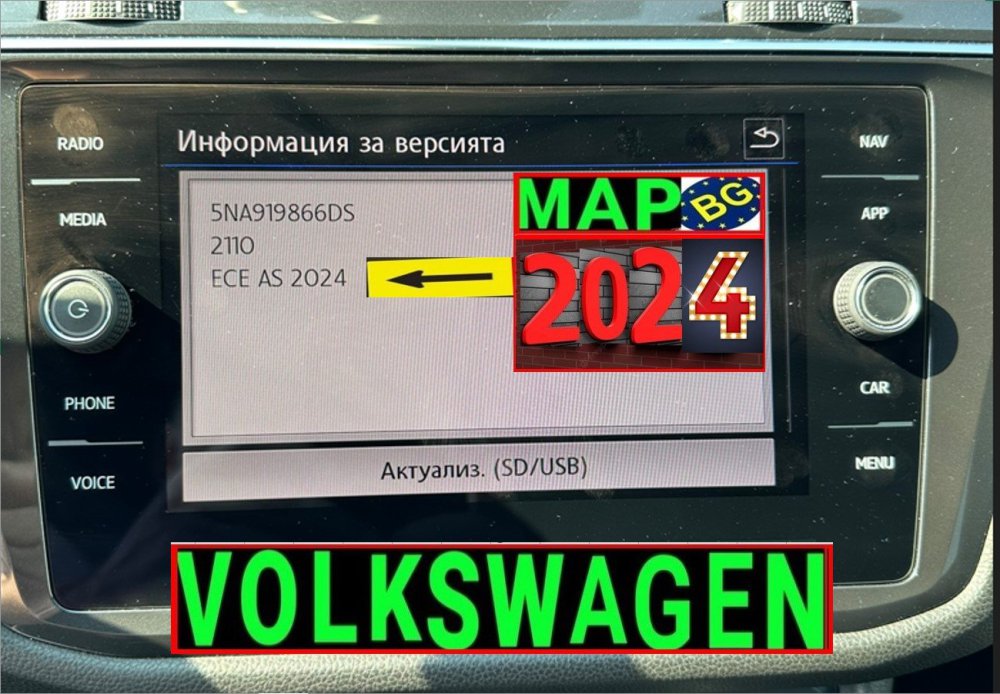 RADIO
MEDIA
PHONE
VOICE
Информация за версията
5NA919866DS
2110
ECE AS 2024
MAP BG
2024
Актуализ. (SD/USB)
NAV
APP
CAR
MENU
VOLKSWAGEN